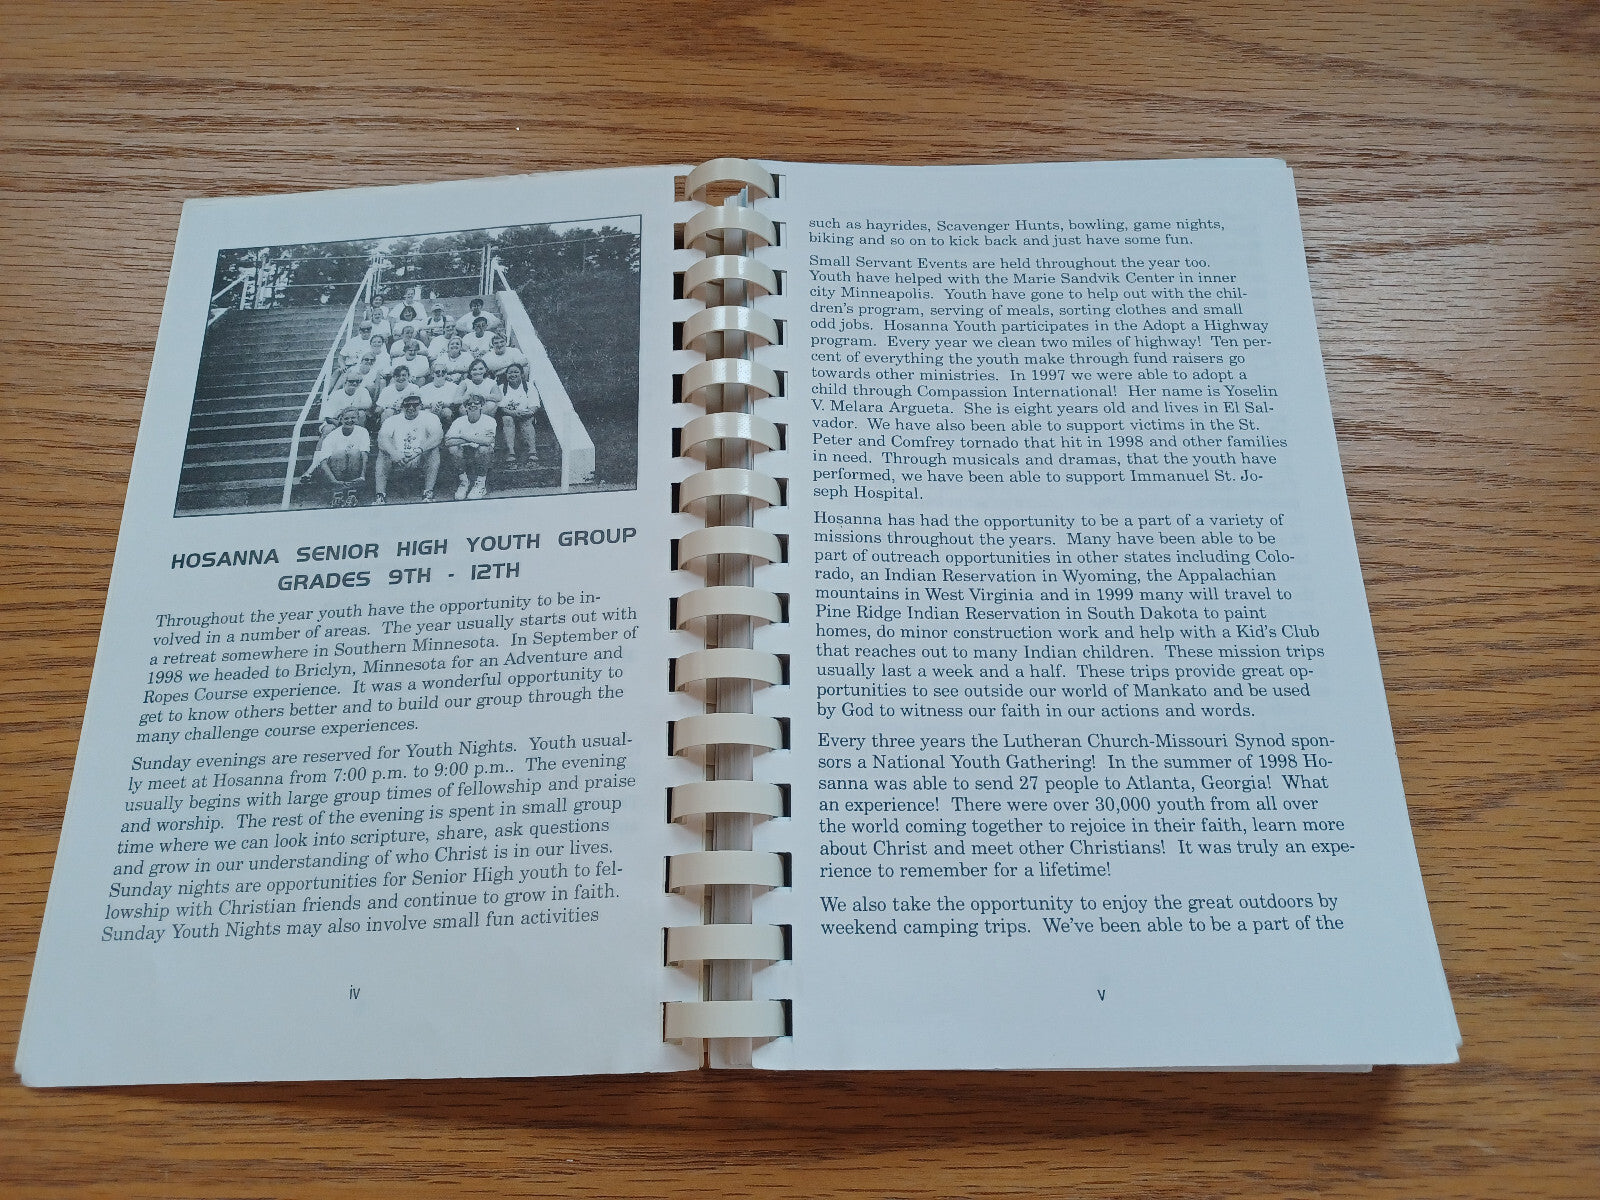 HOSANNA SENIOR HIGH YOUTH GROUP
GRADES 9TH - 12TH
Throughout the year youth have the opportunity to be in-
volved in a number of areas. The year usually starts out with
a retreat somewhere in Southern Minnesota. In September of
1998 we headed to Briclyn, Minnesota for an Adventure and
Ropes Course experience. It was a wonderful opportunity to
get to know others better and to build our group through the
many challenge course experiences.
Sunday evenings are reserved for Youth Nights. Youth usual-
ly meet at Hosanna from 7:00 p.m. to 9:00 p.m.. The evening
usually begins with large group times of fellowship and praise
and worship. The rest of the evening is spent in small group
time where we can look into scripture, share, ask questions
and grow in our understanding of who Christ is in our lives.
Sunday nights are opportunities for Senior High youth to fel-
lowship with Christian friends and continue to grow in faith.
Sunday Youth Nights may also involve small fun activities
iv
such as hayrides, Scavenger Hunts, bowling, game nights,
biking and so on to kick back and just have some fun.
Small Servant Events are held throughout the year too.
Youth have helped with the Marie Sandvik Center in inner
city Minneapolis. Youth have gone to help out with the chil-
dren's program, serving of meals, sorting clothes and small
odd jobs. Hosanna Youth participates in the Adopt a Highway
program. Every year we clean two miles of highway! Ten per-
cent of everything the youth make through fund raisers go
towards other ministries. In 1997 we were able to adopt a
child through Compassion International! Her name is Yoselin
V. Melara Argueta. She is eight years old and lives in El Sal-
vador. We have also been able to support victims in the St.
Peter and Comfrey tornado that hit in 1998 and other families
in need. Through musicals and dramas, that the youth have
performed, we have been able to support Immanuel St. Jo-
seph Hospital.
Hosanna has had the opportunity to be a part of a variety of
missions throughout the years. Many have been able to be
part of outreach opportunities in other states including Colo-
rado, an Indian Reservation in Wyoming, the Appalachian
mountains in West Virginia and in 1999 many will travel to
Pine Ridge Indian Reservation in South Dakota to paint
homes, do minor construction work and help with a Kid's Club
that reaches out to many Indian children. These mission trips
usually last a week and a half. These trips provide great op-
portunities to see outside our world of Mankato and be used
by God to witness our faith in our actions and words.
Every three years the Lutheran Church-Missouri Synod spon-
sors a National Youth Gathering! In the summer of 1998 Ho-
sanna was able to send 27 people to Atlanta, Georgia! What
an experience! There were over 30,000 youth from all over
the world coming together to rejoice in their faith, learn more
about Christ and meet other Christians! It was truly an expe-
rience to remember for a lifetime!
We also take the opportunity to enjoy the great outdoors by
weekend camping trips. We've been able to be a part of the
v